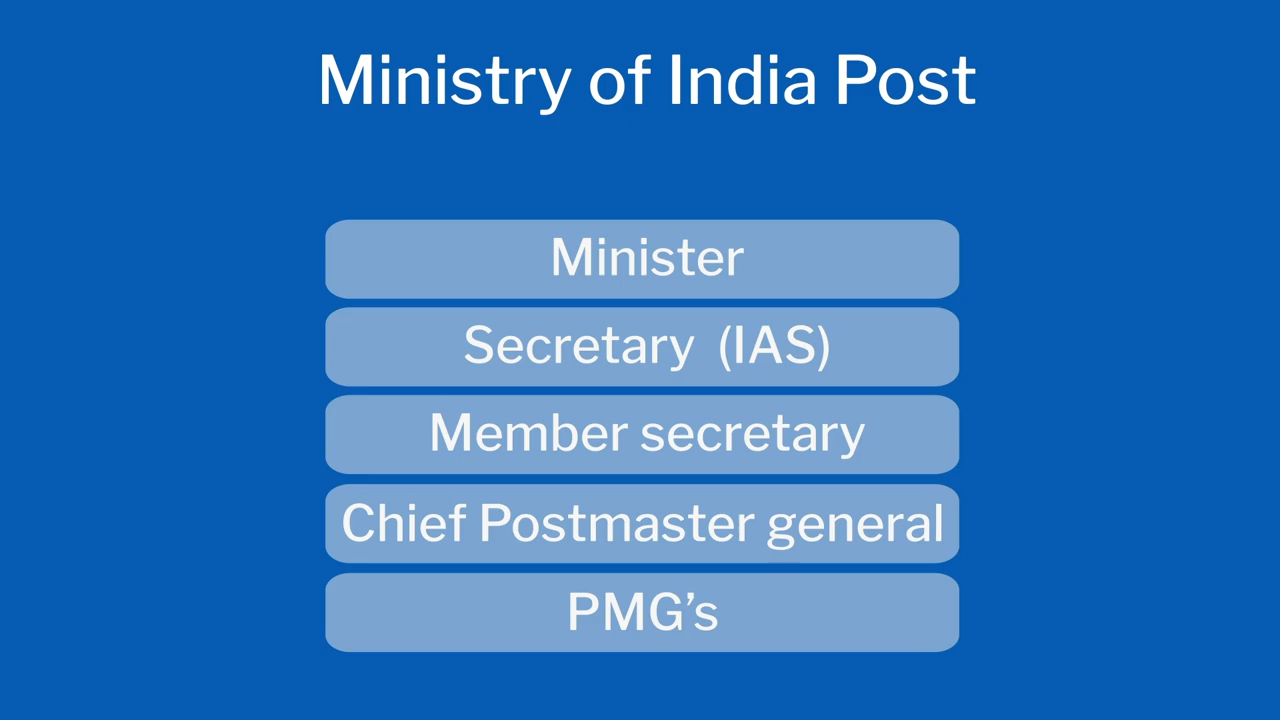 Ministry of India Post
Minister
Secretary (IAS)
Member secretary
Chief Postmaster general
PMG’s